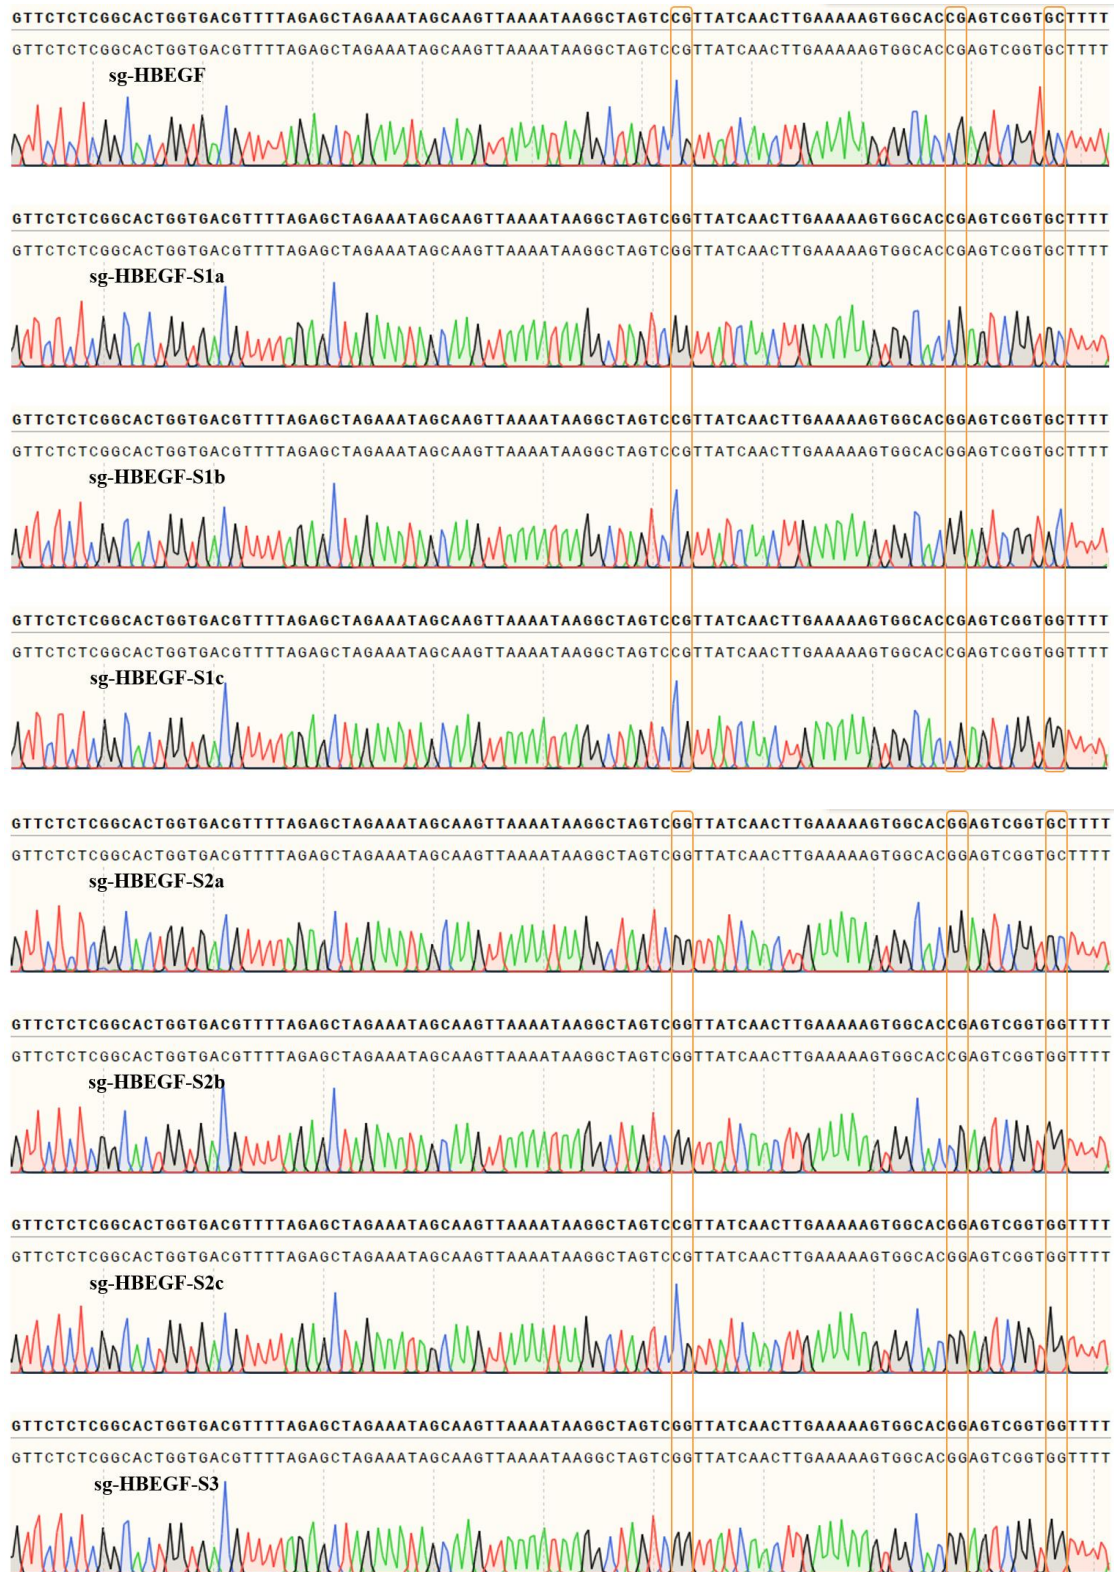 GTTCTCTCGGCACTGGTGACGTTTTAGAGCTAGAAATAGCAAGTTAAAATAAGGCTAGTCCGTTATCAACTTGAAAAAGTGGCACCGAGTCGGTGCTTTT
GTTCTCTCGGCACTGGTGACGTTTTAGAGCTAGAAATAGCAAGTTAAAATAAGGCTAGTCCGTTATCAACTTGAAAAAGTGGCACCGAGTCGGTGCTTTT
sg-HBEGF
GTTCTCTCGGCACTGGTGACGTTTTAGAGCTAGAAATAGCAAGTTAAAATAAGGCTAGTCGGTTATCAACTTGAAAAAGTGGCACCGAGTCGGTGCTTTT
GTTCTCTCGGCACTGGTGACGTTTTAGAGCTAGAAATAGCAAGTTAAAATAAGGCTAGTCGGTTATCAACTTGAAAAAGTGGCACCGAGTCGGTGCTTTT
sg-HBEGF-S1a
GTTCTCTCGGCACTGGTGACGTTTTAGAGCTAGAAATAGCAAGTTAAAATAAGGCTAGTCCGTTATCAACTTGAAAAAGTGGCACGGAGTCGGTGCTTTT
GTTCTCTCGGCACTGGTGACGTTTTAGAGCTAGAAATAGCAAGTTAAAATAAGGCTAGTCCGTTATCAACTTGAAAAAGTGGCACGGAGTCGGTGCTTTT
sg-HBEGF-S1b
GTTCTCTCGGCACTGGTGACGTTTTAGAGCTAGAAATAGCAAGTTAAAATAAGGCTAGTCCGTTATCAACTTGAAAAAGTGGCACCGAGTCGGTGGTTTT
GTTCTCTCGGCACTGGTGACGTTTTAGAGCTAGAAATAGCAAGTTAAAATAAGGCTAGTCCGTTATCAACTTGAAAAAGTGGCACCGAGTCGGTGGTTTT
sg-HBEGF-S1c
GTTCTCTCGGCACTGGTGACGTTTTAGAGCTAGAAATAGCAAGTTAAAATAAGGCTAGTCGGTTATCAACTTGAAAAAGTGGCACGGAGTCGGTGCTTTT
GTTCTCTCGGCACTGGTGACGTTTTAGAGCTAGAAATAGCAAGTTAAAATAAGGCTAGTCGGTTATCAACTTGAAAAAGTGGCACGGAGTCGGTGCTTTT
sg-HBEGF-S2a
GTTCTCTCGGCACTGGTGACGTTTTAGAGCTAGAAATAGCAAGTTAAAATAAGGCTAGTCGGTTATCAACTTGAAAAAGTGGCACCGAGTCGGTGGTTTT
GTTCTCTCGGCACTGGTGACGTTTTAGAGCTAGAAATAGCAAGTTAAAATAAGGCTAGTCGGTTATCAACTTGAAAAAGTGGCACCGAGTCGGTGGTTTT
sg-HBEGF-S2b
GTTCTCTCGGCACTGGTGACGTTTTAGAGCTAGAAATAGCAAGTTAAAATAAGGCTAGTCCGTTATCAACTTGAAAAAGTGGCACGGAGTCGGTGGTTTT
GTTCTCTCGGCACTGGTGACGTTTTAGAGCTAGAAATAGCAAGTTAAAATAAGGCTAGTCCGTTATCAACTTGAAAAAGTGGCACGGAGTCGGTGGTTTT
sg-HBEGF-S2c
GTTCTCTCGGCACTGGTGACGTTTTAGAGCTAGAAATAGCAAGTTAAAATAAGGCTAGTCGGTTATCAACTTGAAAAAGTGGCACGGAGTCGGTGGTTTT
GTTCTCTCGGCACTGGTGACGTTTTAGAGCTAGAAATAGCAAGTTAAAATAAGGCTAGTCGGTTATCAACTTGAAAAAGTGGCACGGAGTCGGTGGTTTT
sg-HBEGF-S3